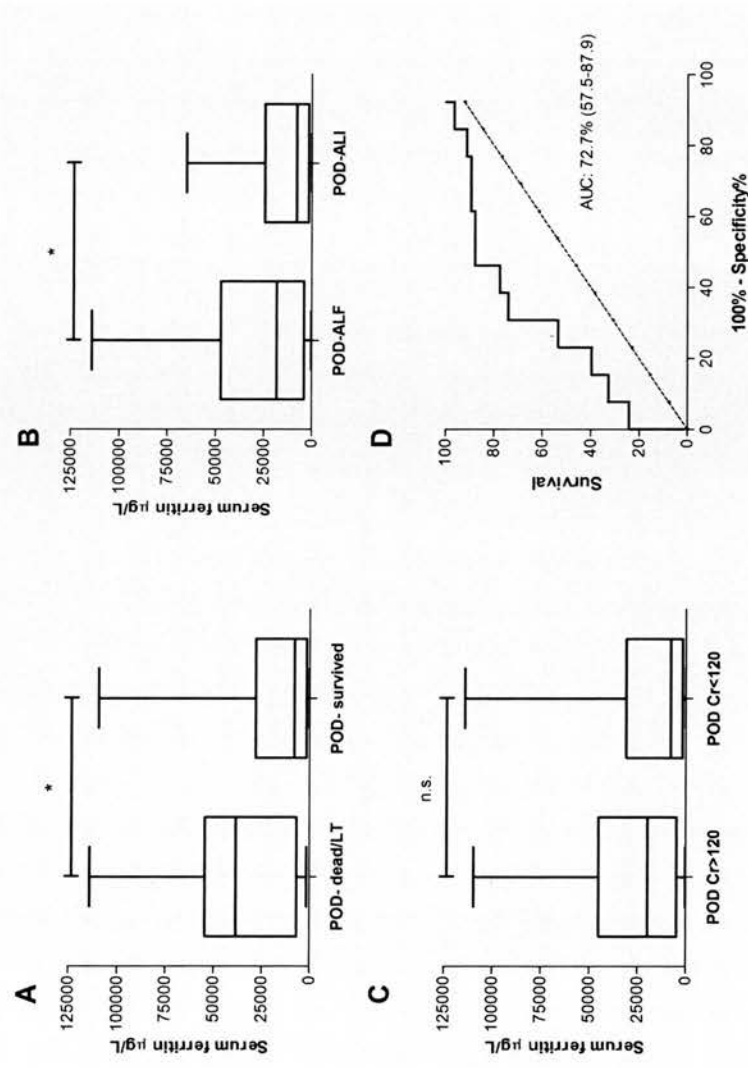 A
125000
100000
75000
50000
25000
0
Serum ferritin µg/L
*
POD- dead/LT
POD- survived
B
125000
100000
75000
50000
25000
0
Serum ferritin µg/L
*
POD-ALF
POD-ALI
C
125000
100000
75000
50000
25000
0
Serum ferritin µg/L
n.s.
POD Cr>120
POD Cr<120
D
100
80
60
40
20
0
Survival
AUC: 72.7% (57.5-87.9)
0
20
40
60
80
100
100% - Specificity%